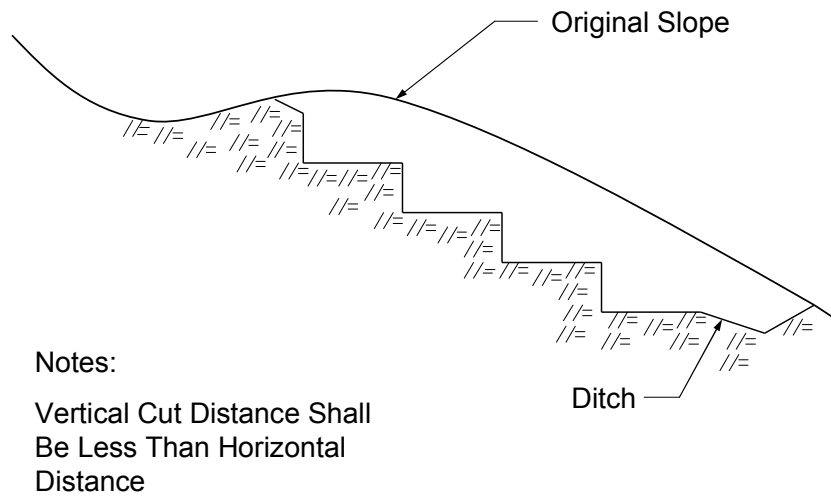 Original Slope
Ditch
Notes:
Vertical Cut Distance Shall
Be Less Than Horizontal
Distance